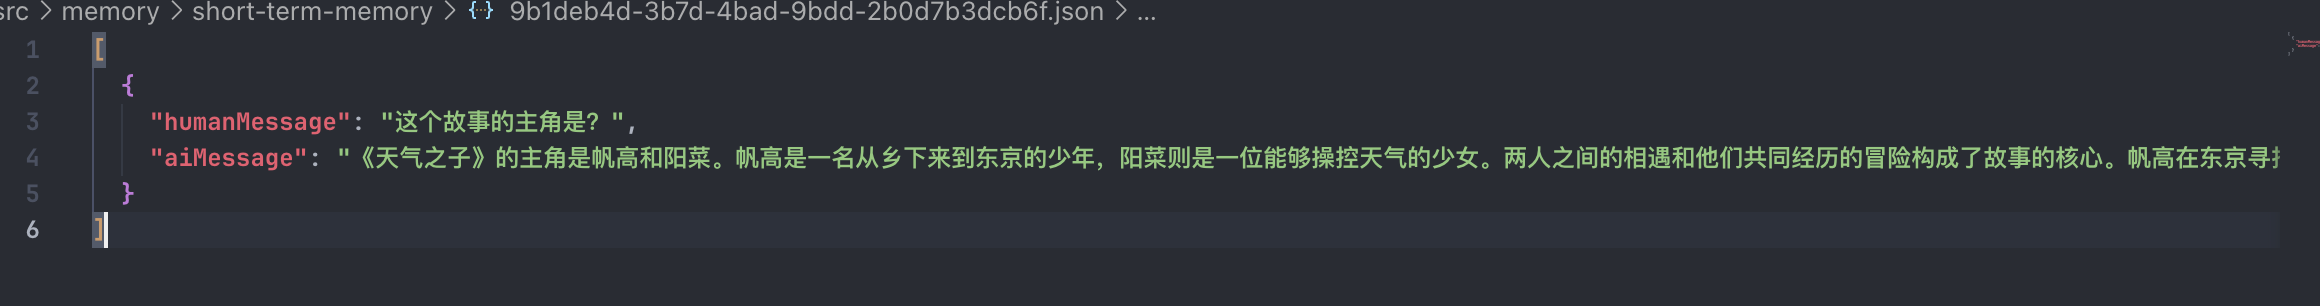 src > memory > short-term-memory > {··} 9b1deb4d-3b7d-4bad-9bdd-2b0d7b3dcb6f.json > ...
1 [
2 {
3 "humanMessage": "这个故事的主角是？",
4 "aiMessage": "《天气之子》的主角是帆高和阳菜。帆高是一名从乡下来到东京的少年，阳菜则是一位能够操控天气的少女。两人之间的相遇和他们共同经历的冒险构成了故事的核心。帆高在东京寻
5 }
6 ]